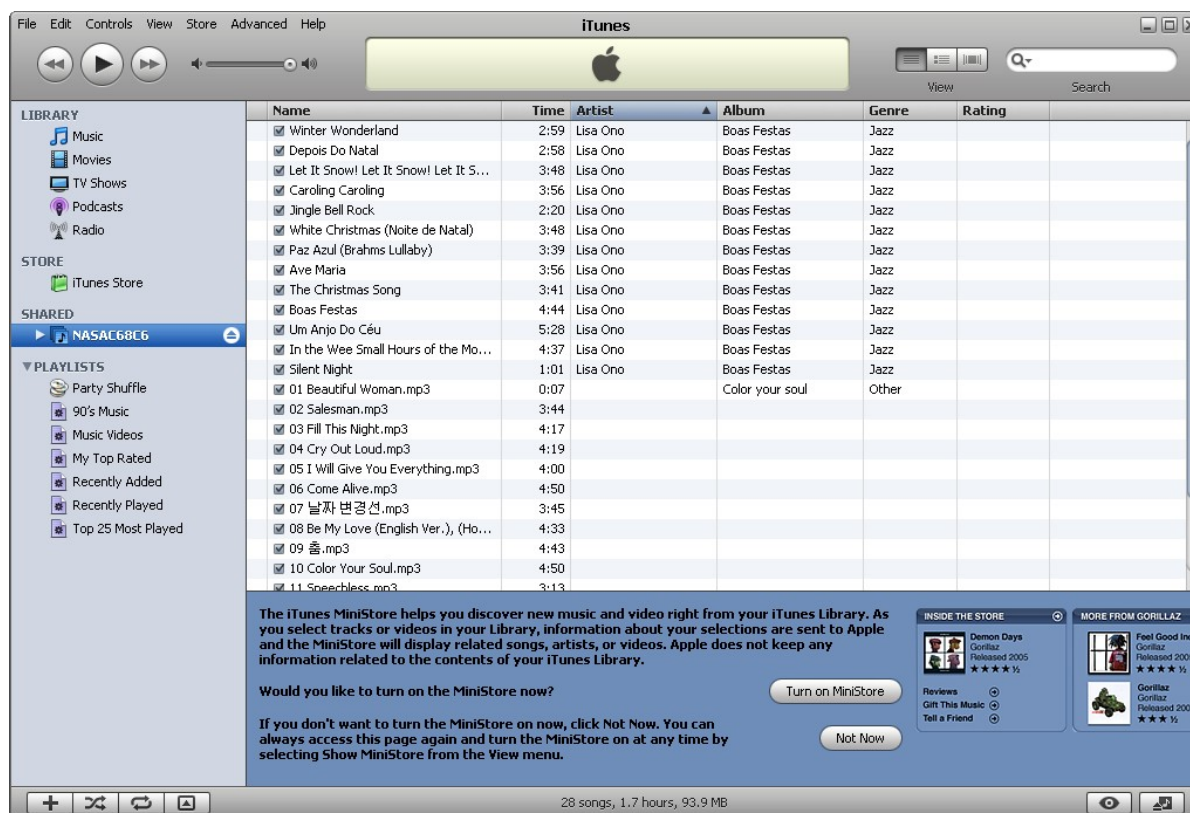 File Edit Controls View Store Advanced Help
iTunes
View
Search
LIBRARY
Music
Movies
TV Shows
Podcasts
Radio
STORE
iTunes Store
SHARED
NASAC68C6
PLAYLISTS
Party Shuffle
90's Music
Music Videos
My Top Rated
Recently Added
Recently Played
Top 25 Most Played
Name Time Artist Album Genre Rating
Winter Wonderland 2:59 Lisa Ono Boas Festas Jazz
Depois Do Natal 2:58 Lisa Ono Boas Festas Jazz
Let It Snow! Let It Snow! Let It S... 3:48 Lisa Ono Boas Festas Jazz
Caroling Caroling 3:56 Lisa Ono Boas Festas Jazz
Jingle Bell Rock 2:20 Lisa Ono Boas Festas Jazz
White Christmas (Noite de Natal) 3:48 Lisa Ono Boas Festas Jazz
Paz Azul (Brahms Lullaby) 3:39 Lisa Ono Boas Festas Jazz
Ave Maria 3:56 Lisa Ono Boas Festas Jazz
The Christmas Song 3:41 Lisa Ono Boas Festas Jazz
Boas Festas 4:44 Lisa Ono Boas Festas Jazz
Um Anjo Do Céu 5:28 Lisa Ono Boas Festas Jazz
In the Wee Small Hours of the Mo... 4:37 Lisa Ono Boas Festas Jazz
Silent Night 1:01 Lisa Ono Boas Festas Jazz
01 Beautiful Woman.mp3 0:07 Color your soul Other
02 Salesman.mp3 3:44
03 Fill This Night.mp3 4:17
04 Cry Out Loud.mp3 4:19
05 I Will Give You Everything.mp3 4:00
06 Come Alive.mp3 4:50
07 날짜 변경선.mp3 3:45
08 Be My Love (English Ver.), (Ho... 4:33
09 춤.mp3 4:43
10 Color Your Soul.mp3 4:50
11 Speechless.mp3 3:13
The iTunes MiniStore helps you discover new music and video right from your iTunes Library. As
you select tracks or videos in your Library, information about your selections are sent to Apple
and the MiniStore will display related songs, artists, or videos. Apple does not keep any
information related to the contents of your iTunes Library.
Would you like to turn on the MiniStore now?
Turn on MiniStore
If you don't want to turn the MiniStore on now, click Not Now. You can
always access this page again and turn the MiniStore on at any time by
selecting Show MiniStore from the View menu.
Not Now
INSIDE THE STORE
Demon Days
Gorillaz
Released 2005
Reviews
Gift This Music
Tell a Friend
MORE FROM GORILLAZ
Feel Good Inc
Gorillaz
Released 200
Gorillaz
Gorillaz
Released 200
28 songs, 1.7 hours, 93.9 MB